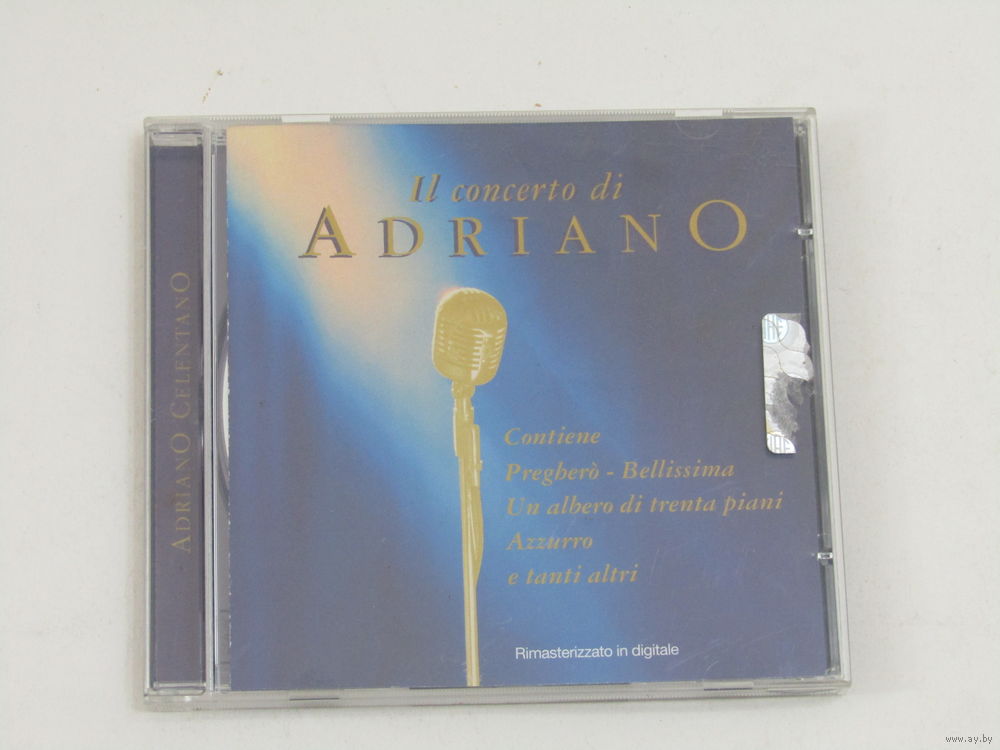 Il concerto di
ADRIANO
ADRIANO CELENTANO
Contiene
Pregherò - Bellissima
Un albero di trenta piani
Azzurro
e tanti altri
Rimasterizzato in digitale
www.ay.by